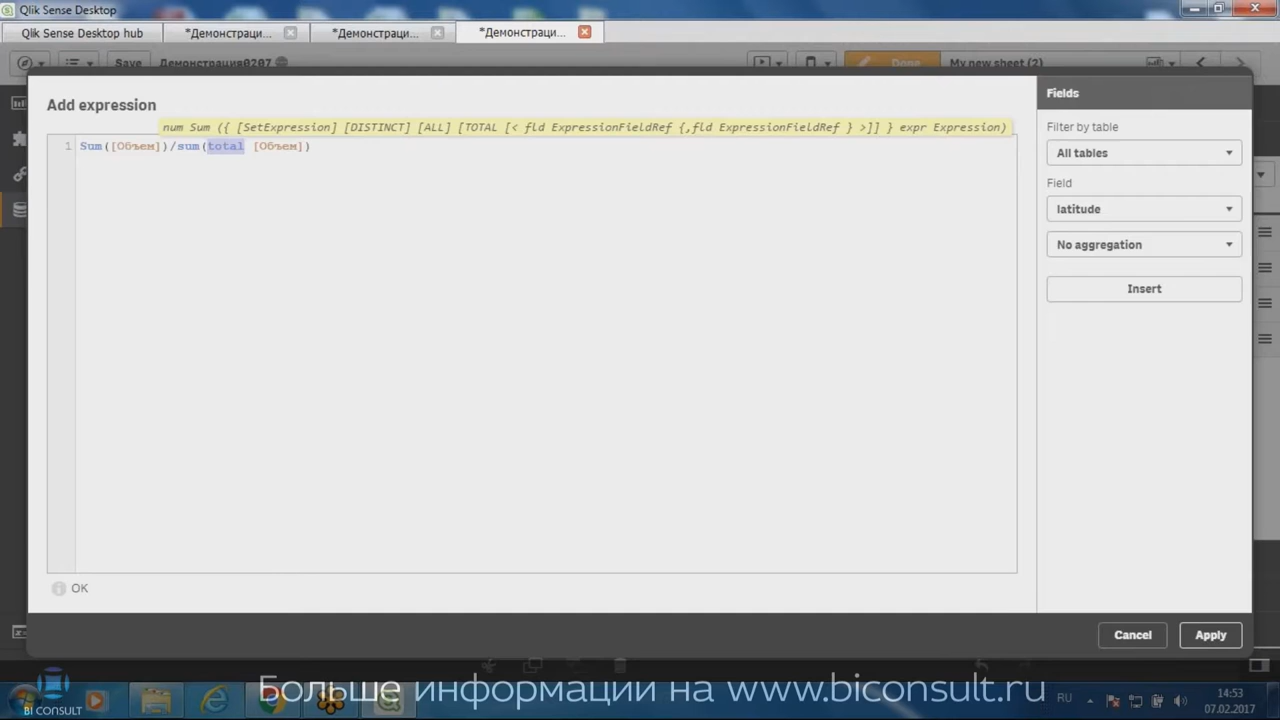 Qlik Sense Desktop
Qlik Sense Desktop hub
*Демонстраци...
*Демонстраци...
*Демонстраци...
Save
Демонстрация0207
Done
My new sheet (2)
Add expression
num Sum ({ [SetExpression] [DISTINCT] [ALL] [TOTAL [< fld ExpressionFieldRef {,fld ExpressionFieldRef } >]] } expr Expression)
1 Sum([Объем])/sum(total [Объем])
OK
Fields
Filter by table
All tables
Field
latitude
No aggregation
Insert
Cancel
Apply
Больше информации на www.biconsult.ru
BI CONSULT
RU
14:53
07.02.2017